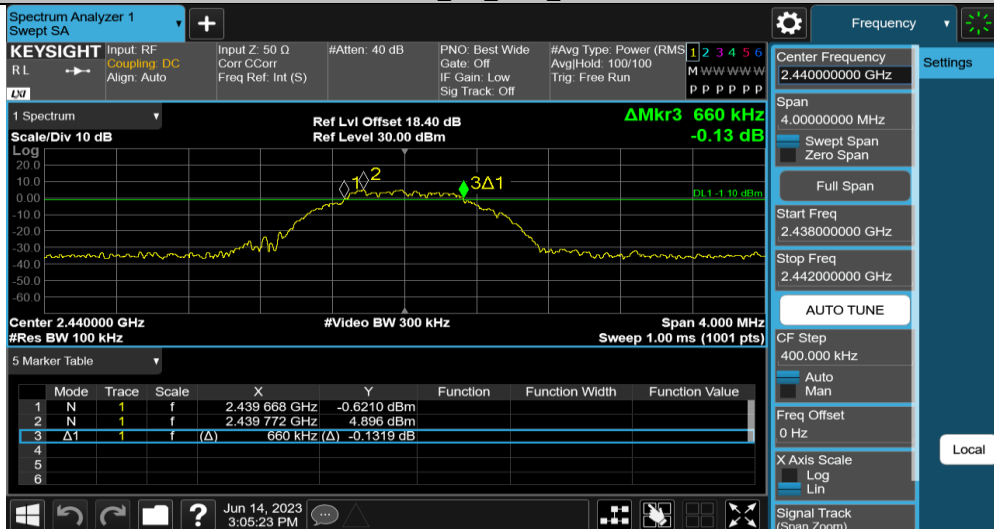 Spectrum Analyzer 1
Swept SA
+
Frequency
KEYSIGHT
RL
LXI
Input: RF
Coupling: DC
Align: Auto
Input Z: 50 Ω
Corr CCorr
Freq Ref: Int (S)
#Atten: 40 dB
PNO: Best Wide
Gate: Off
IF Gain: Low
Sig Track: Off
#Avg Type: Power (RMS
Avg|Hold: 100/100
Trig: Free Run
1 2 3 4 5 6
M W W W W W
P P P P P P
1 Spectrum
Scale/Div 10 dB
Ref Lvl Offset 18.40 dB
Ref Level 30.00 dBm
ΔMkr3 660 kHz
-0.13 dB
Log
20.0
10.0
0.00
-10.0
-20.0
-30.0
-40.0
-50.0
-60.0
1
2
3Δ1
DL1 -1.10 dBm
Center 2.440000 GHz
#Video BW 300 kHz
Span 4.000 MHz
#Res BW 100 kHz
Sweep 1.00 ms (1001 pts)
5 Marker Table
Mode Trace Scale X Y Function Function Width Function Value
1 N 1 f 2.439 668 GHz -0.6210 dBm
2 N 1 f 2.439 772 GHz 4.896 dBm
3 Δ1 1 f (Δ) 660 kHz (Δ) -0.1319 dB
4
5
6
?
Jun 14, 2023
3:05:23 PM
Center Frequency
2.440000000 GHz
Span
4.00000000 MHz
Swept Span
Zero Span
Full Span
Start Freq
2.438000000 GHz
Stop Freq
2.442000000 GHz
AUTO TUNE
CF Step
400.000 kHz
Auto
Man
Freq Offset
0 Hz
X Axis Scale
Log
Lin
Signal Track
(Span Zoom)
Settings
Local